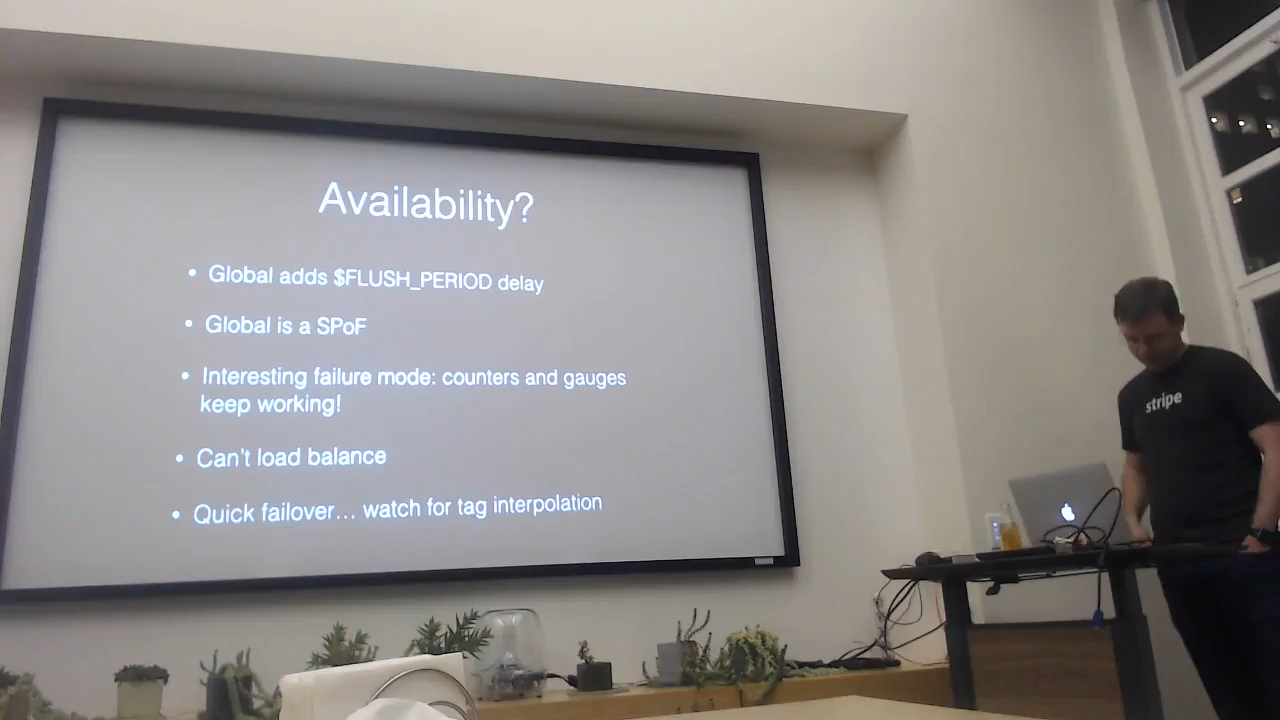 Availability?
• Global adds $FLUSH_PERIOD delay
• Global is a SPoF
• Interesting failure mode: counters and gauges
keep working!
• Can't load balance
• Quick failover... watch for tag interpolation
stripe